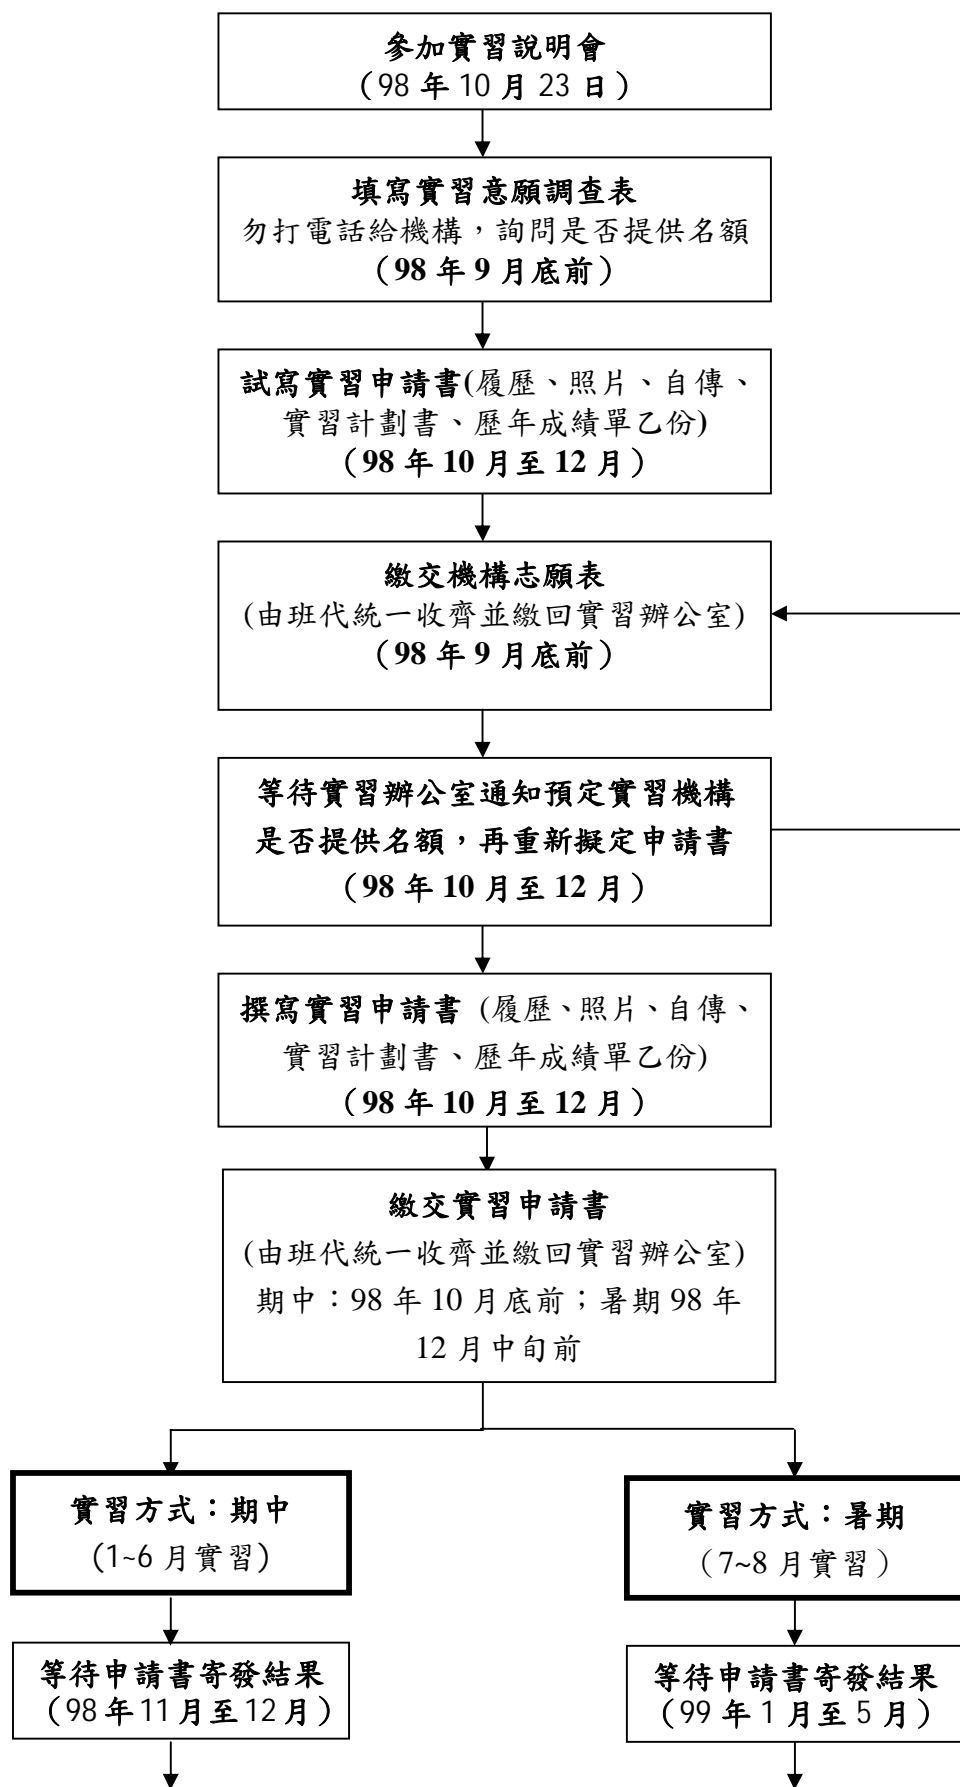 參加實習說明會
（98 年 10 月 23 日）
填寫實習意願調查表
勿打電話給機構，詢問是否提供名額
（98 年 9 月底前）
試寫實習申請書(履歷、照片、自傳、
實習計劃書、歷年成績單乙份)
（98 年 10 月至 12 月）
繳交機構志願表
(由班代統一收齊並繳回實習辦公室)
（98 年 9 月底前）
等待實習辦公室通知預定實習機構
是否提供名額，再重新擬定申請書
（98 年 10 月至 12 月）
撰寫實習申請書 (履歷、照片、自傳、
實習計劃書、歷年成績單乙份)
（98 年 10 月至 12 月）
繳交實習申請書
(由班代統一收齊並繳回實習辦公室)
期中：98 年 10 月底前；暑期 98 年
12 月中旬前
實習方式：期中
(1~6 月實習)
實習方式：暑期
（7~8 月實習）
等待申請書寄發結果
（98 年 11 月至 12 月）
等待申請書寄發結果
（99 年 1 月至 5 月）